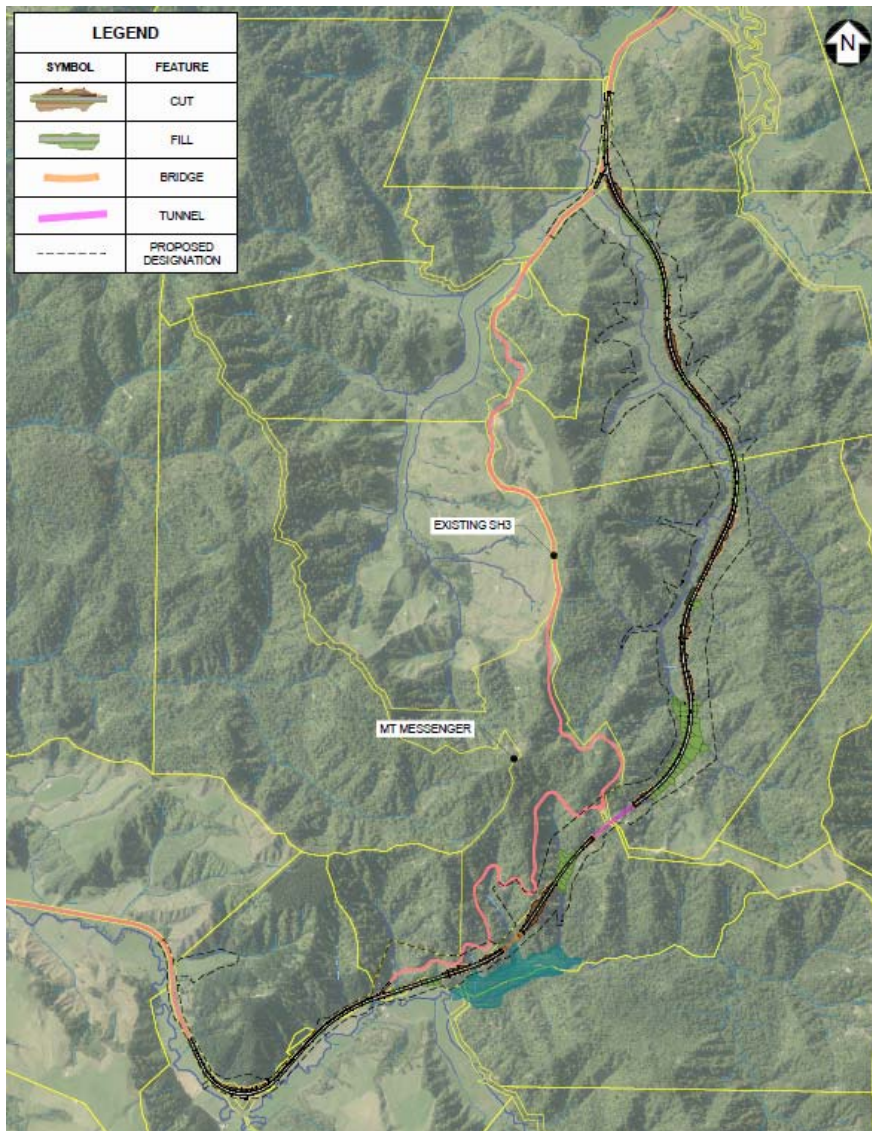 LEGEND
SYMBOL FEATURE
CUT
FILL
BRIDGE
TUNNEL
PROPOSED
DESIGNATION
N
EXISTING SH3
MT MESSENGER